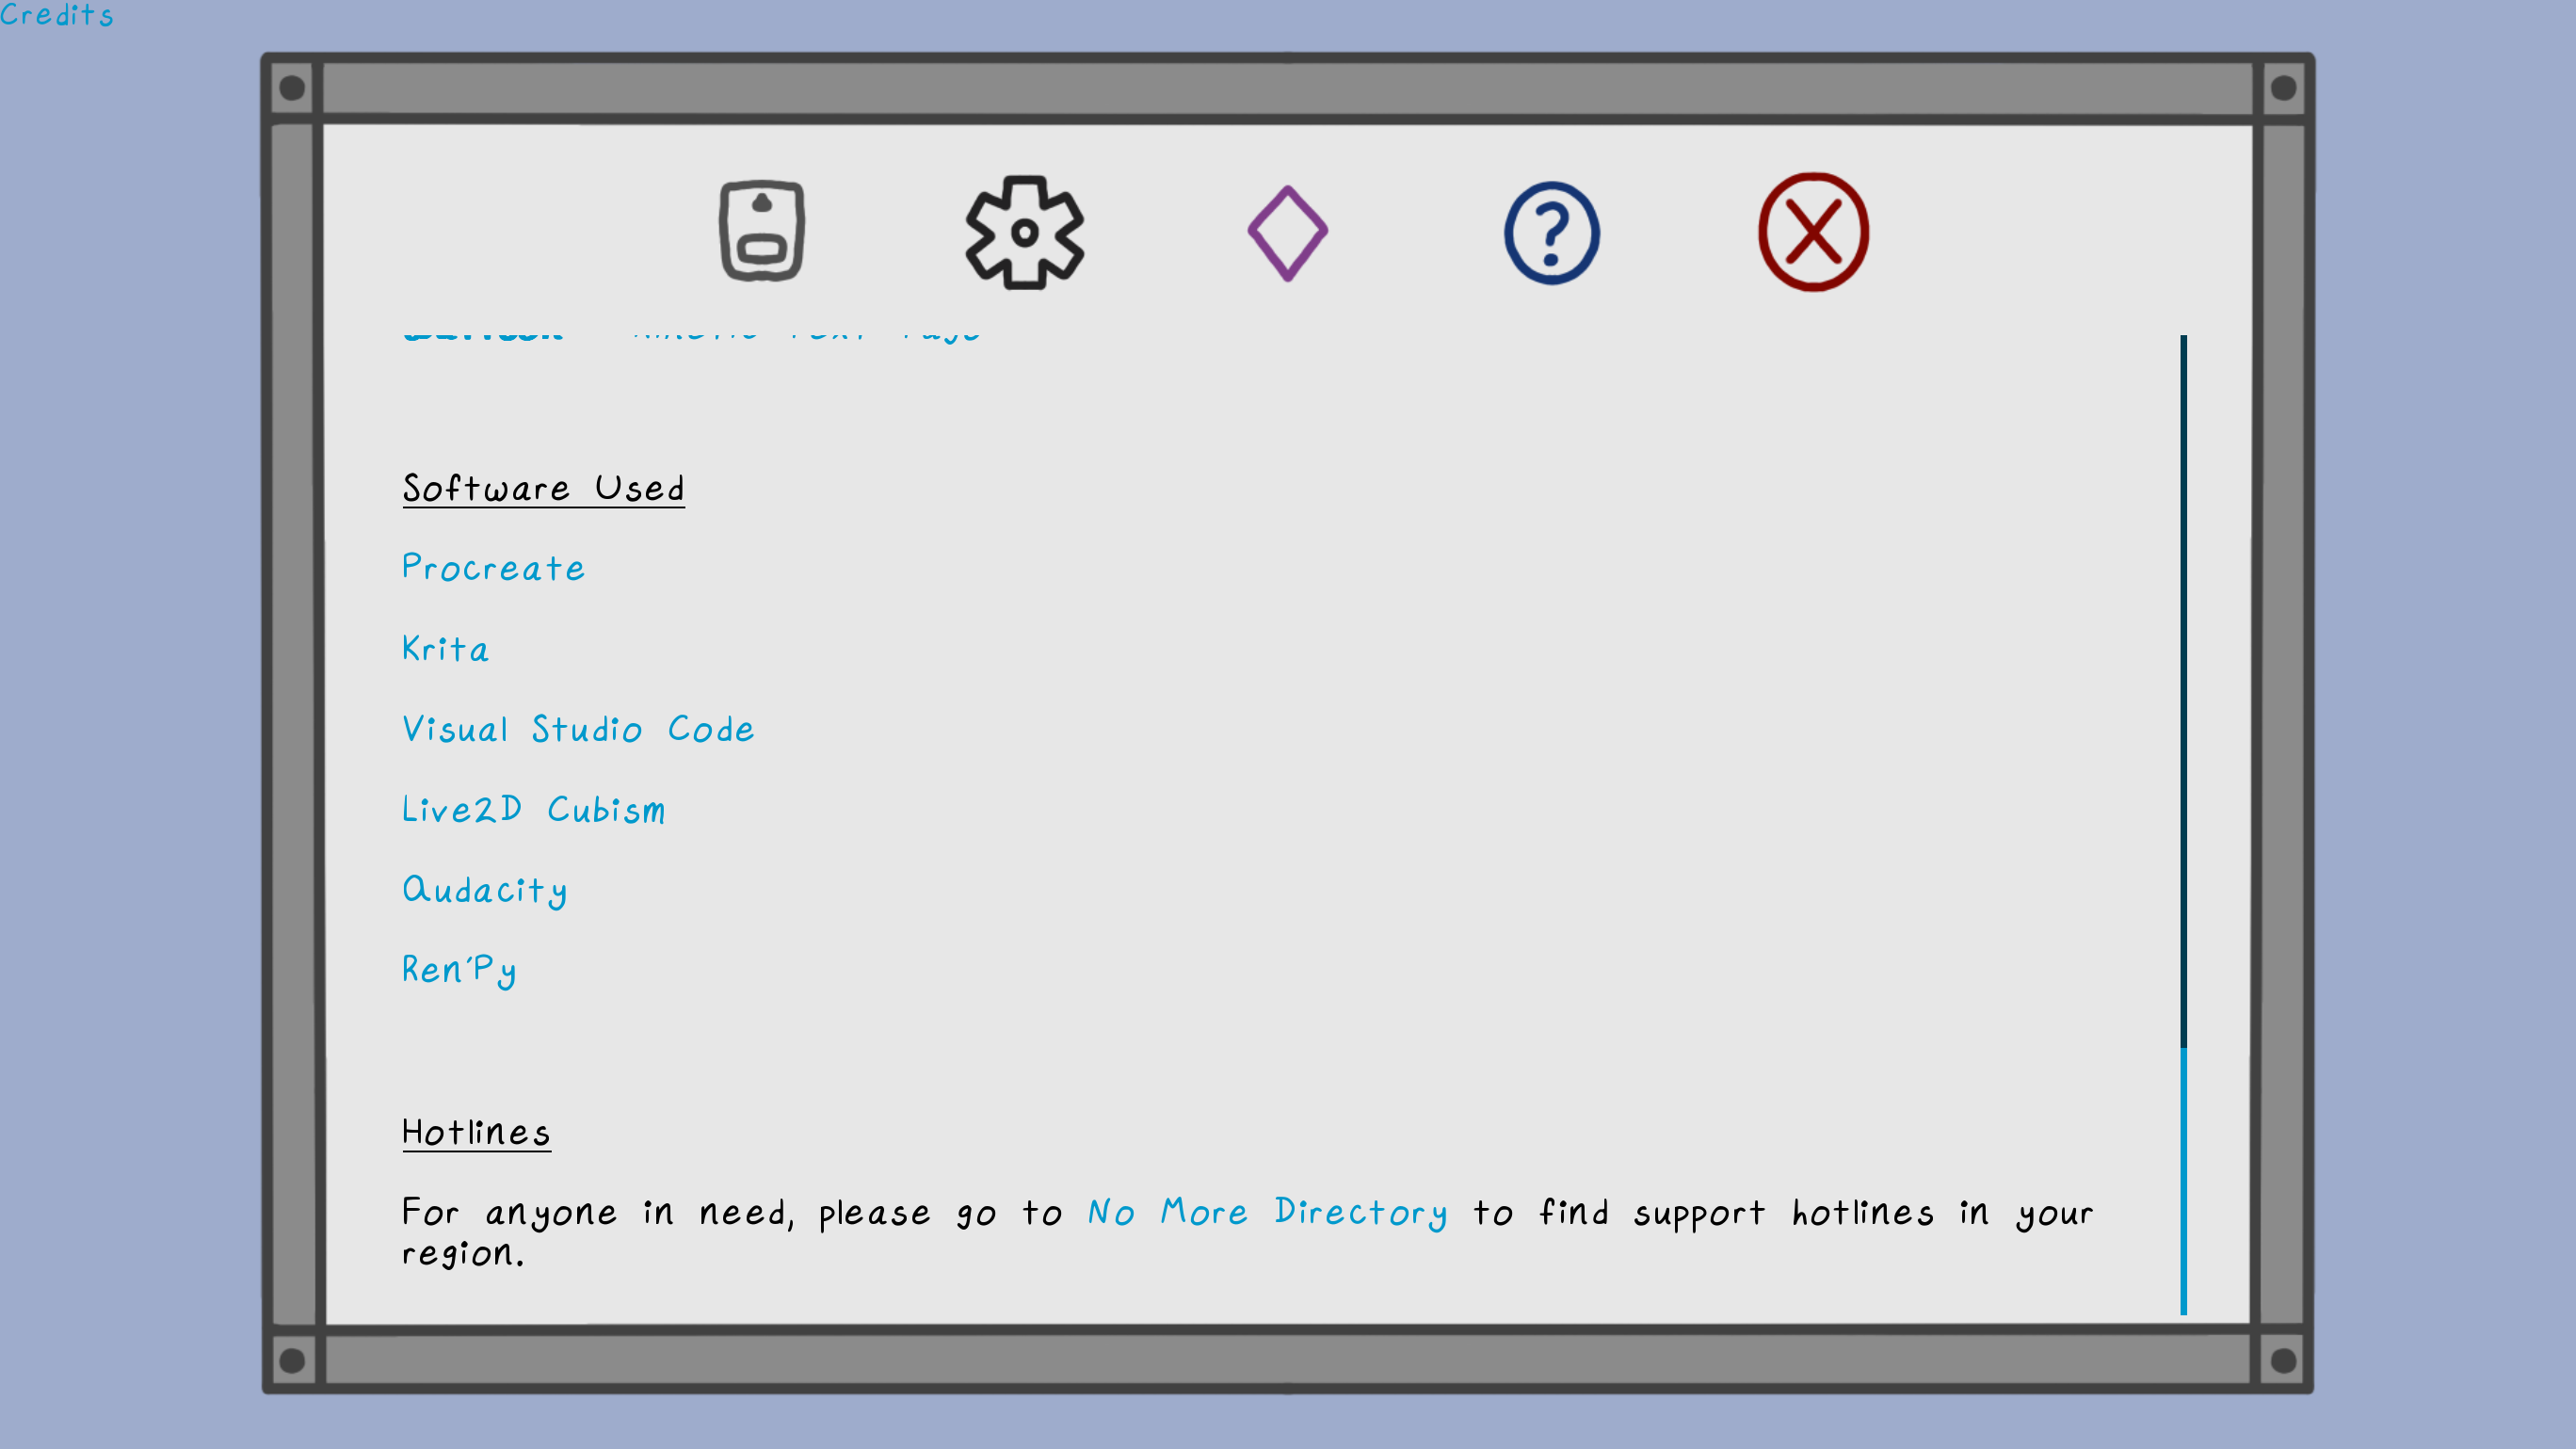 Credits
Software Used
Procreate
Krita
Visual Studio Code
Live2D Cubism
Audacity
Ren'Py
Hotlines
For anyone in need, please go to No More Directory to find support hotlines in your
region.